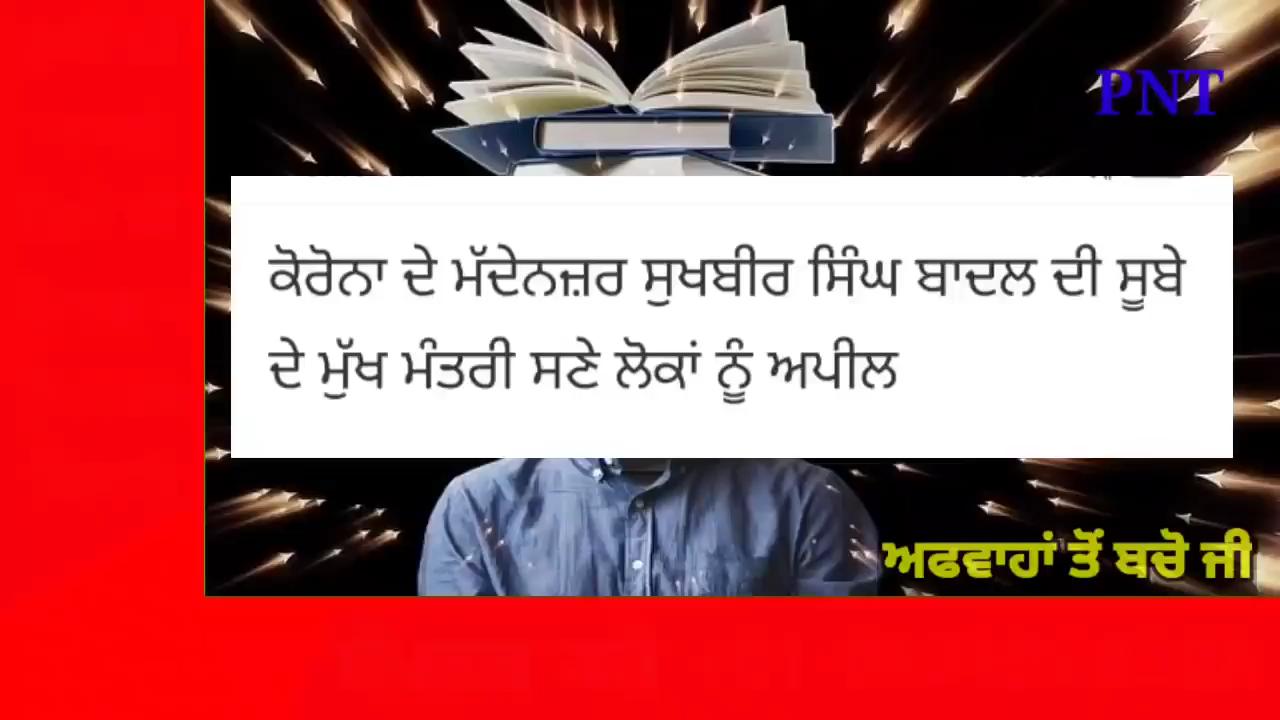 PNT
ਕੋਰੋਨਾ ਦੇ ਮੱਦੇਨਜ਼ਰ ਸੁਖਬੀਰ ਸਿੰਘ ਬਾਦਲ ਦੀ ਸੂਬੇ
ਦੇ ਮੁੱਖ ਮੰਤਰੀ ਸਣੇ ਲੋਕਾਂ ਨੂੰ ਅਪੀਲ
ਅਫਵਾਹਾਂ ਤੋਂ ਬਚੋ ਜੀ